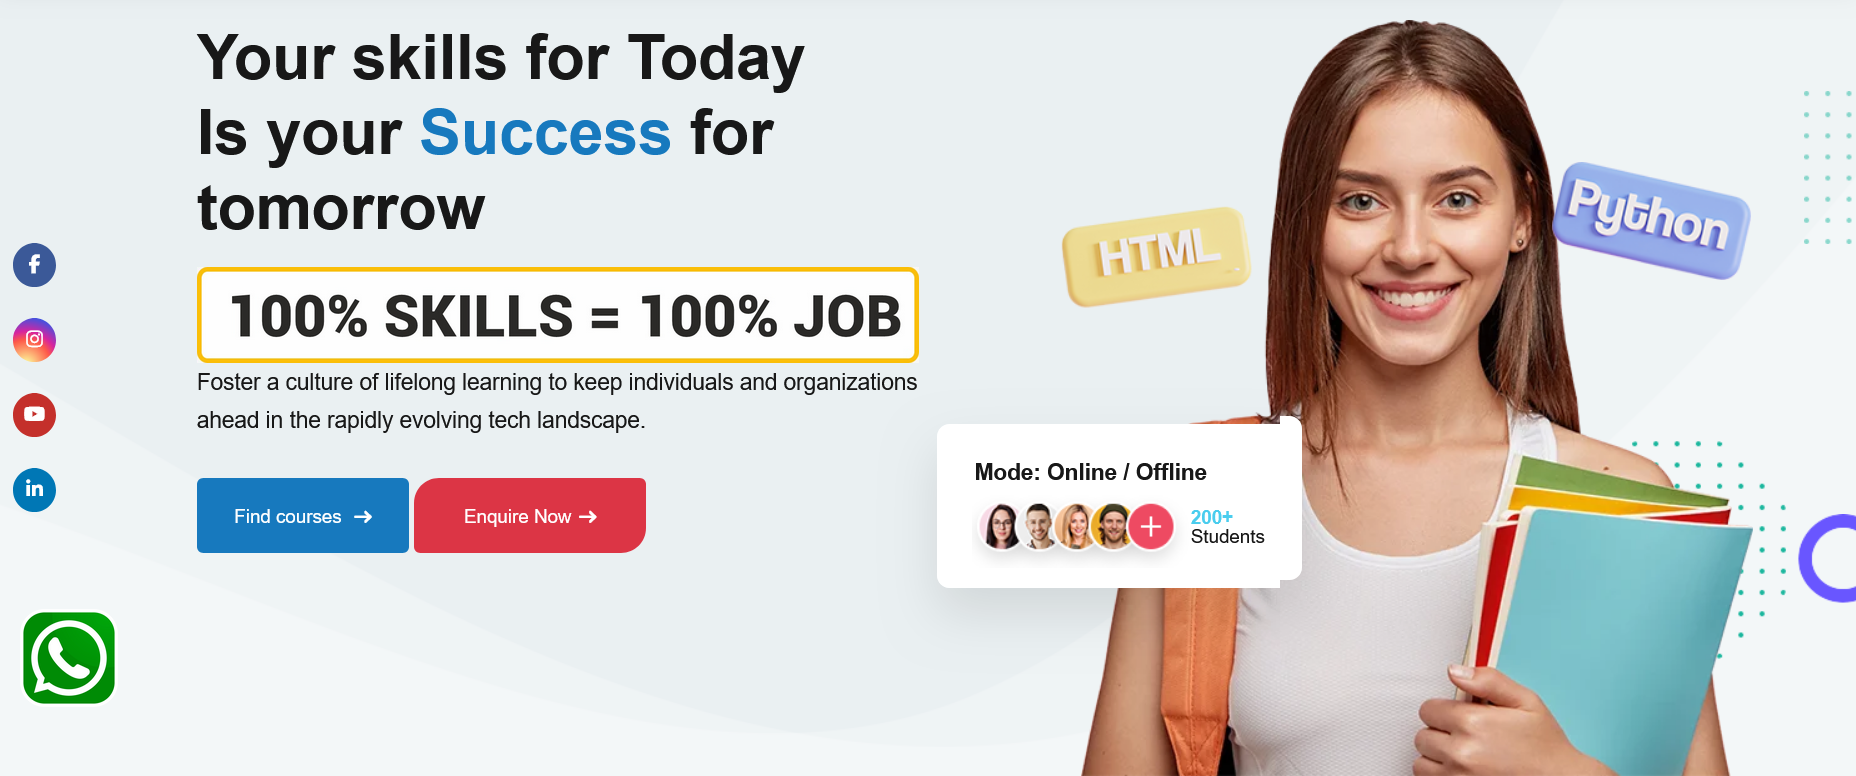 Your skills for Today
Is your Success for
tomorrow
100% SKILLS = 100% JOB
Foster a culture of lifelong learning to keep individuals and organizations
ahead in the rapidly evolving tech landscape.
Find courses
Enquire Now
HTML
Python
Mode: Online / Offline
200+
Students
in